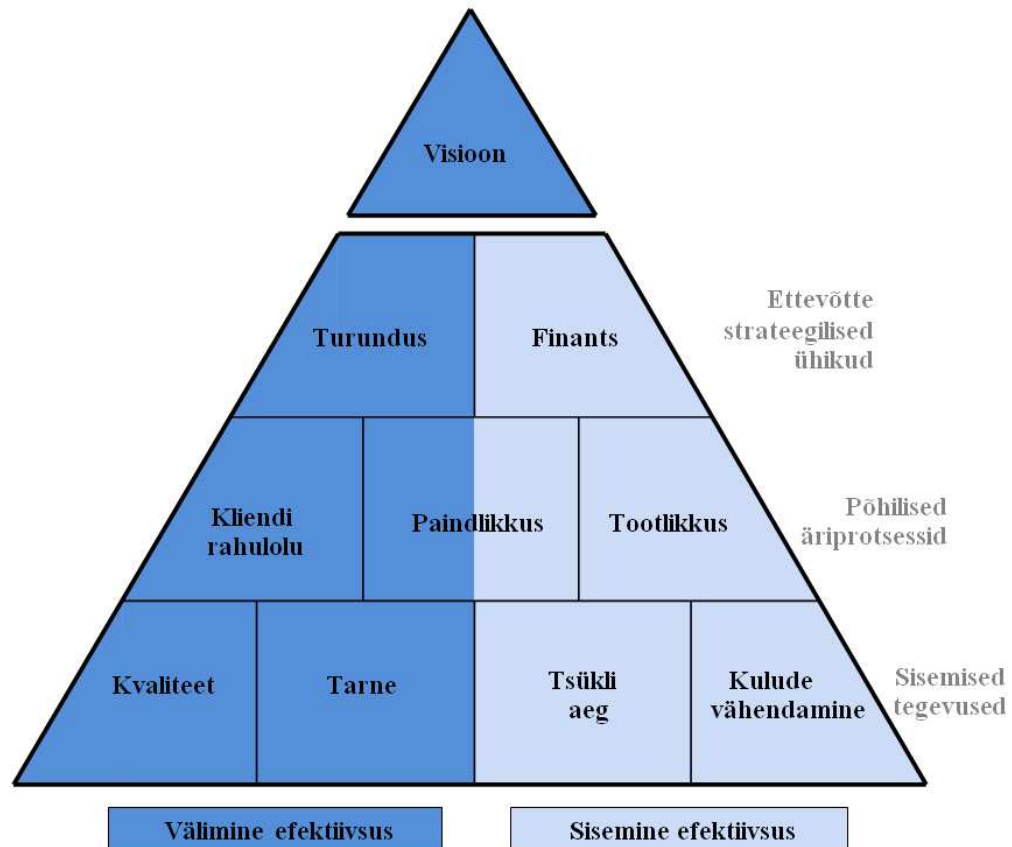 Visioon
Turundus
Finants
Ettevõtte
strateegilised
ühikud
Kliendi
rahulolu
Paindlikkus
Tootlikkus
Põhilised
äriprotsessid
Kvaliteet
Tarne
Tsükli
aeg
Kulude
vähendamine
Sisemised
tegevused
Välimine efektiivsus
Sisemine efektiivsus